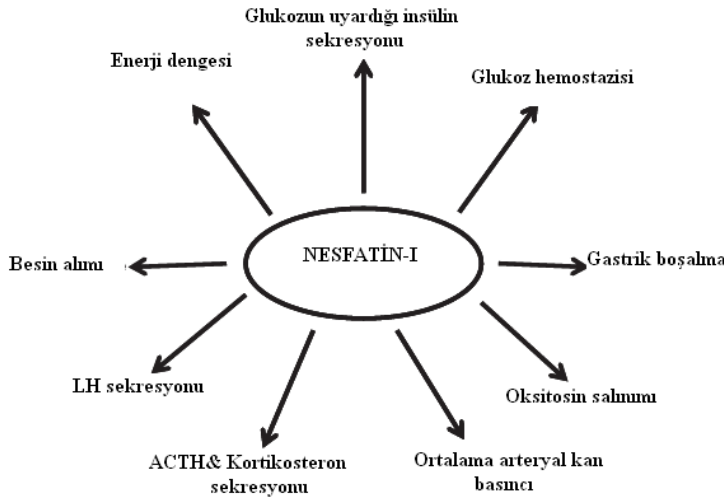 Glukozun uyardığı insülin
sekresyonu
Enerji dengesi
Glukoz hemostazisi
NESFATİN-I
Besin alımı
Gastrik boşalma
LH sekresyonu
Oksitosin salınımı
ACTH& Kortikosteron
sekresyonu
Ortalama arteryal kan
basıncı